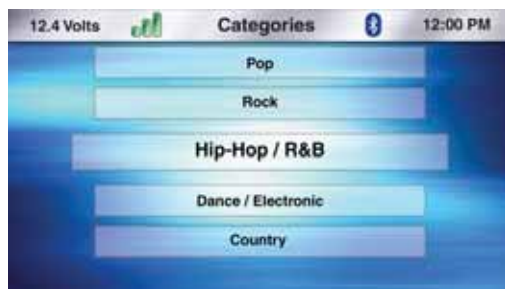 12.4 Volts Categories 12:00 PM
Pop
Rock
Hip-Hop / R&B
Dance / Electronic
Country